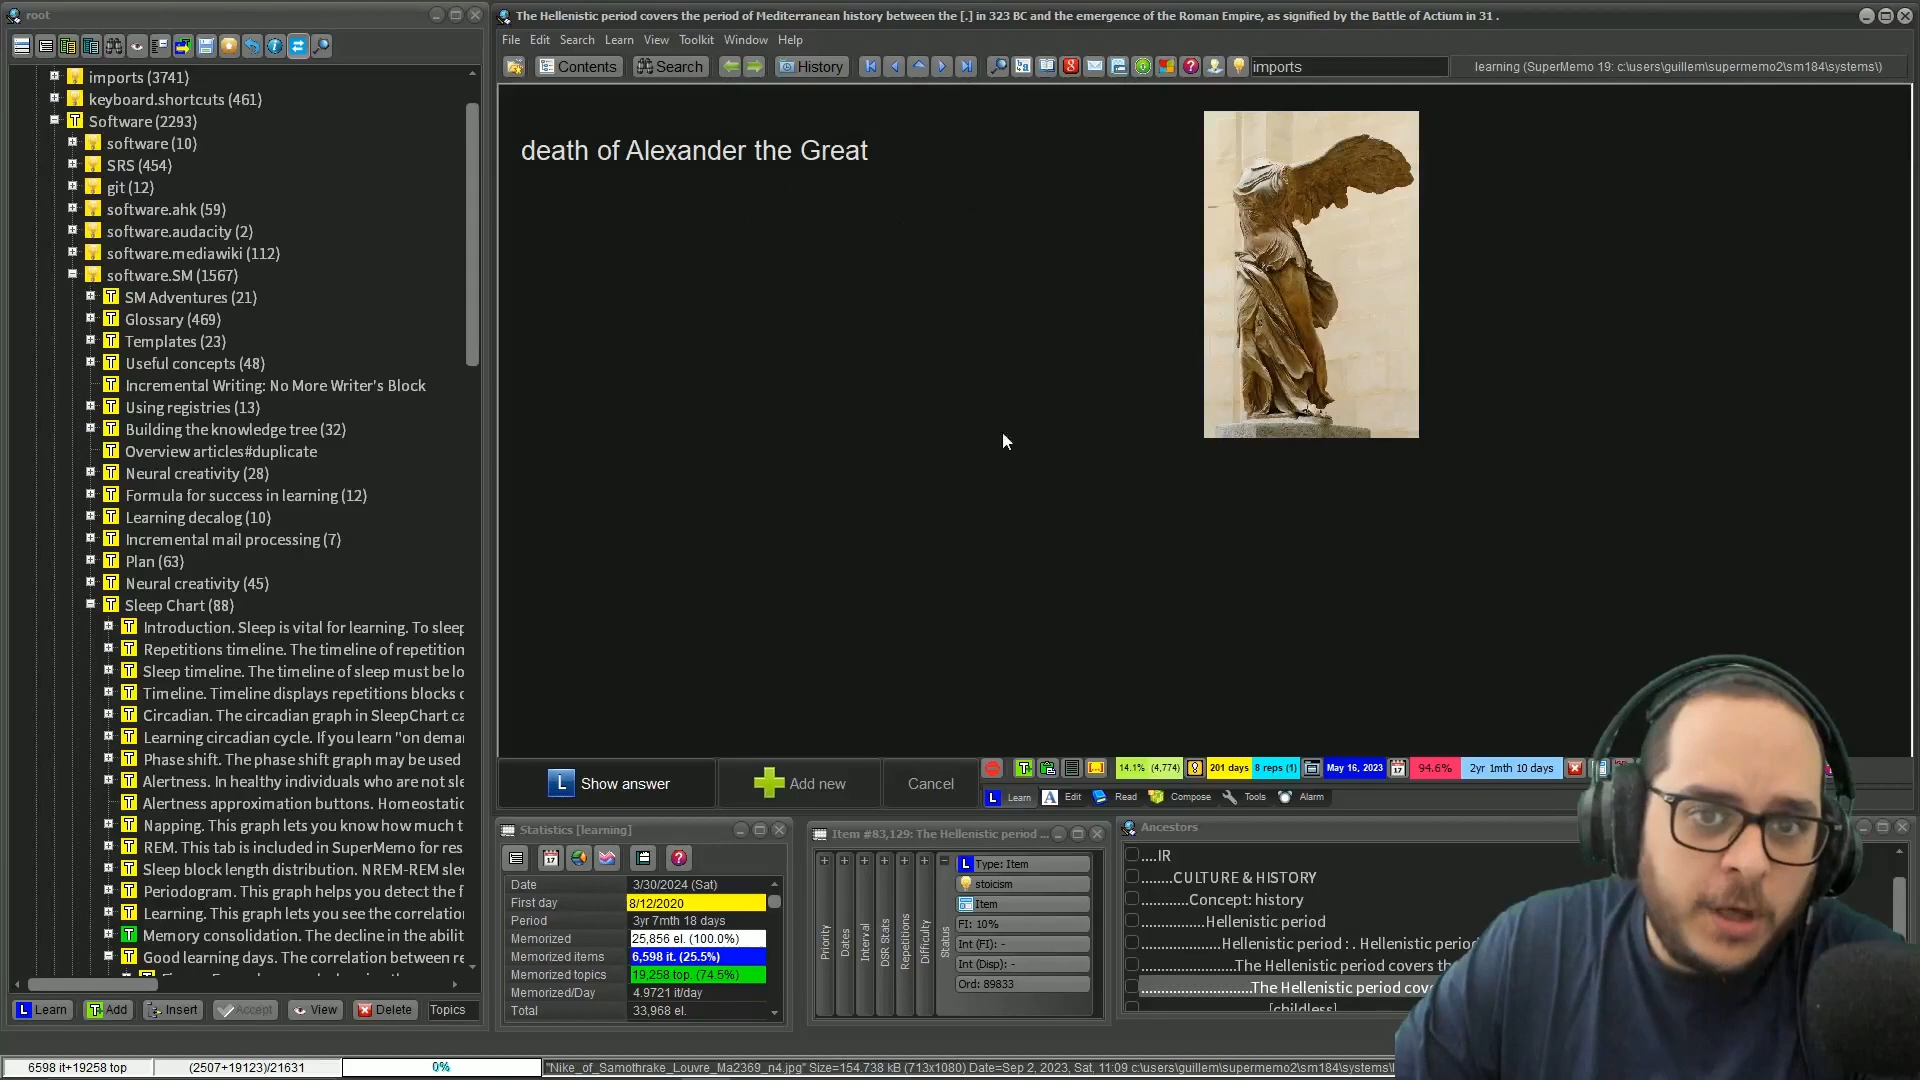 root
imports (3741)
keyboard.shortcuts (461)
Software (2293)
software (10)
SRS (454)
git (12)
software.ahk (59)
software.audacity (2)
software.mediawiki (112)
software.SM (1567)
SM Adventures (21)
Glossary (469)
Templates (23)
Useful concepts (48)
Incremental Writing: No More Writer's Block
Using registries (13)
Building the knowledge tree (32)
Overview articles#duplicate
Neural creativity (28)
Formula for success in learning (12)
Learning decalog (10)
Incremental mail processing (7)
Plan (63)
Neural creativity (45)
Sleep Chart (88)
Introduction. Sleep is vital for learning. To sleep
Repetitions timeline. The timeline of repetition
Sleep timeline. The timeline of sleep must be lo
Timeline. Timeline displays repetitions blocks o
Circadian. The circadian graph in SleepChart ca
Learning circadian cycle. If you learn "on dema
Phase shift. The phase shift graph may be used
Alertness. In healthy individuals who are not sle
Alertness approximation buttons. Homeostatic
Napping. This graph lets you know how much t
REM. This tab is included in SuperMemo for res
Sleep block length distribution. NREM-REM slee
Periodogram. This graph helps you detect the f
Learning. This graph lets you see the correlation
Memory consolidation. The decline in the abilit
Good learning days. The correlation between re
Learn Add Insert Accept View Delete Topics
The Hellenistic period covers the period of Mediterranean history between the [.] in 323 BC and the emergence of the Roman Empire, as signified by the Battle of Actium in 31 .
File Edit Search Learn View Toolkit Window Help
Contents Search History imports learning (SuperMemo 19: c:\users\guillem\supermemo2\sm184\systems\)
death of Alexander the Great
Show answer Add new Cancel
14.1% (4,774) 201 days 8 reps (1) May 16, 2023 94.6% 2yr 1mth 10 days
Learn Edit Read Compose Tools Alarm
Statistics [learning]
Date 3/30/2024 (Sat)
First day 8/12/2020
Period 3yr 7mth 18 days
Memorized 25,856 el. (100.0%)
Memorized items 6,598 it. (25.5%)
Memorized topics 19,258 top. (74.5%)
Memorized/Day 4.9721 it/day
Total 33,968 el.
Item #83,129: The Hellenistic period ...
Priority
Dates
Interval
DSR Stats
Repetitions
Difficulty
Status
Type: Item
stoicism
Item
FI: 10%
Int (FI): -
Int (Disp): -
Ord: 89833
Ancestors
....IR
........CULTURE & HISTORY
............Concept: history
................Hellenistic period
....................Hellenistic period : . Hellenistic period
........................The Hellenistic period covers th
............................The Hellenistic period cov
[childless]
6598 it+19258 top (2507+19123)/21631 0% "Nike_of_Samothrake_Louvre_Ma2369_n4.jpg" Size=154.738 kB (713x1080) Date=Sep 2, 2023, Sat, 11:09 c:\users\guillem\supermemo2\sm184\systems\